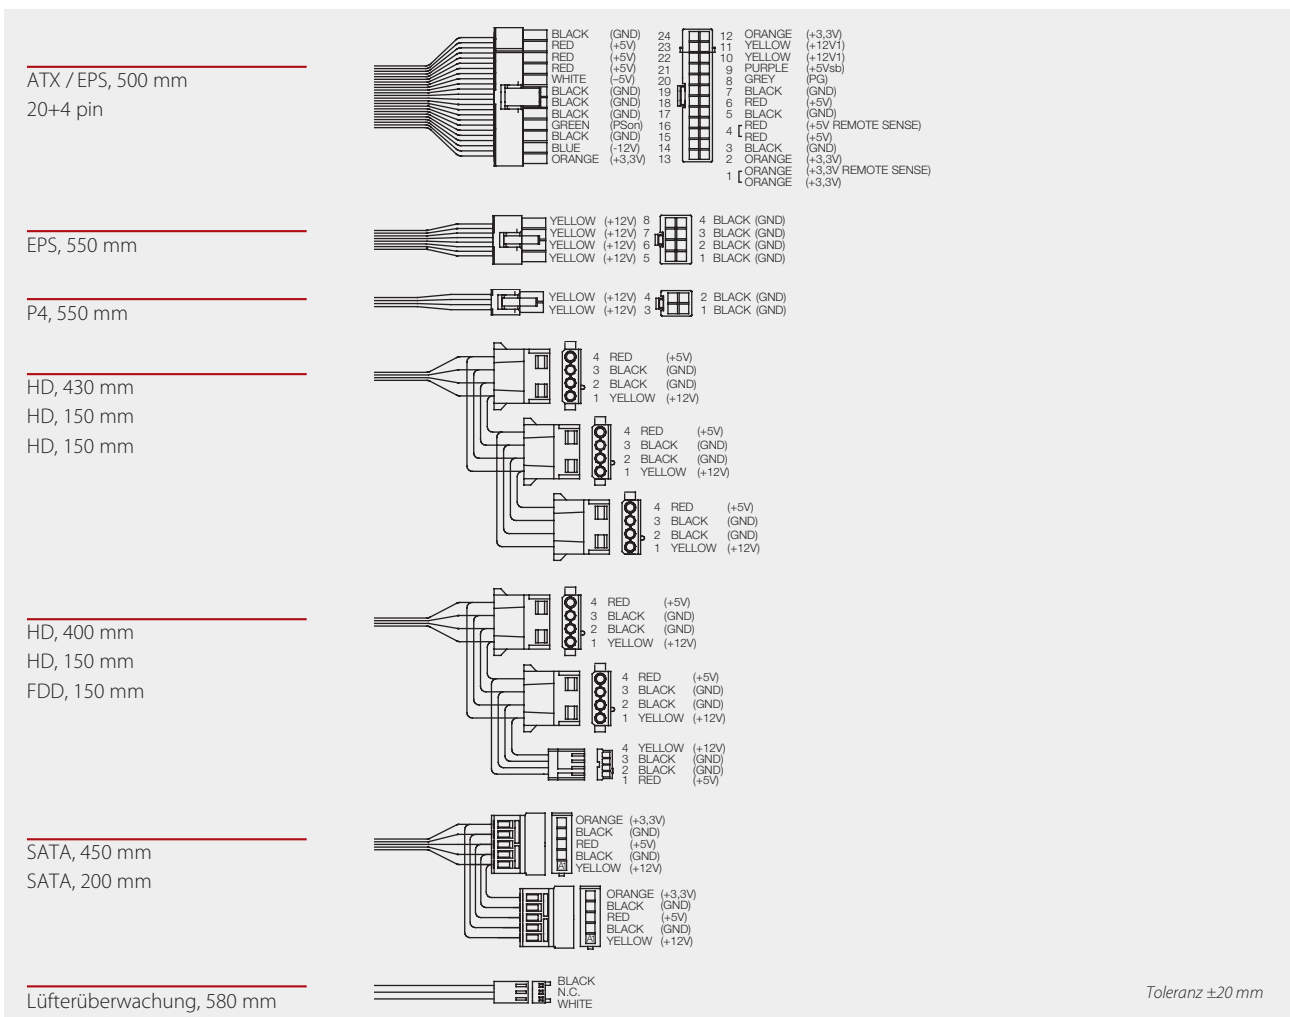 ATX / EPS, 500 mm
20+4 pin
BLACK (GND) 24
RED (+5V) 23
RED (+5V) 22
RED (+5V) 21
WHITE (–5V) 20
BLACK (GND) 19
BLACK (GND) 18
BLACK (GND) 17
GREEN (PSon) 16
BLACK (GND) 15
BLUE (-12V) 14
ORANGE (+3,3V) 13
12 ORANGE (+3,3V)
11 YELLOW (+12V1)
10 YELLOW (+12V1)
9 PURPLE (+5Vsb)
8 GREY (PG)
7 BLACK (GND)
6 RED (+5V)
5 BLACK (GND)
4 [ RED (+5V REMOTE SENSE)
RED (+5V)
3 BLACK (GND)
2 ORANGE (+3,3V)
1 [ ORANGE (+3,3V REMOTE SENSE)
ORANGE (+3,3V)
EPS, 550 mm
YELLOW (+12V) 8 4 BLACK (GND)
YELLOW (+12V) 7 3 BLACK (GND)
YELLOW (+12V) 6 2 BLACK (GND)
YELLOW (+12V) 5 1 BLACK (GND)
P4, 550 mm
YELLOW (+12V) 4 2 BLACK (GND)
YELLOW (+12V) 3 1 BLACK (GND)
HD, 430 mm
HD, 150 mm
HD, 150 mm
4 RED (+5V)
3 BLACK (GND)
2 BLACK (GND)
1 YELLOW (+12V)
4 RED (+5V)
3 BLACK (GND)
2 BLACK (GND)
1 YELLOW (+12V)
4 RED (+5V)
3 BLACK (GND)
2 BLACK (GND)
1 YELLOW (+12V)
HD, 400 mm
HD, 150 mm
FDD, 150 mm
4 RED (+5V)
3 BLACK (GND)
2 BLACK (GND)
1 YELLOW (+12V)
4 RED (+5V)
3 BLACK (GND)
2 BLACK (GND)
1 YELLOW (+12V)
4 YELLOW (+12V)
3 BLACK (GND)
2 BLACK (GND)
1 RED (+5V)
SATA, 450 mm
SATA, 200 mm
ORANGE (+3,3V)
BLACK (GND)
RED (+5V)
BLACK (GND)
YELLOW (+12V)
ORANGE (+3,3V)
BLACK (GND)
RED (+5V)
BLACK (GND)
YELLOW (+12V)
Lüfterüberwachung, 580 mm
BLACK
N.C.
WHITE
Toleranz ±20 mm